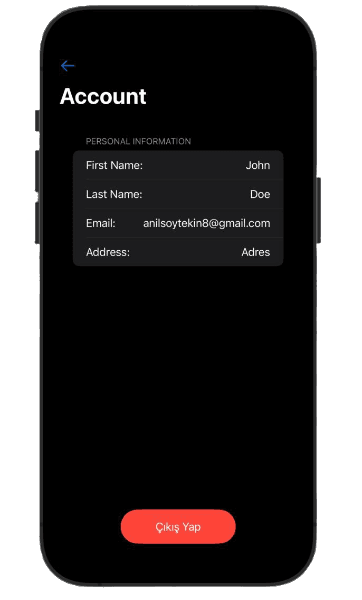 Account
PERSONAL INFORMATION
First Name: John
Last Name: Doe
Email: anilsoytekin8@gmail.com
Address: Adres
Çıkış Yap